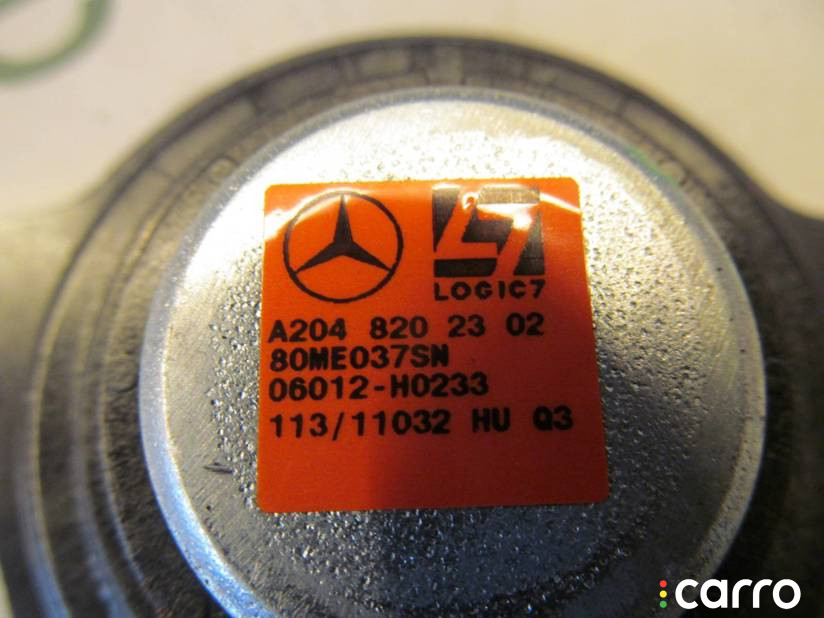 LOGIC7
A204 820 23 02
80ME037SN
06012-H0233
113/11032 HU Q3
carro